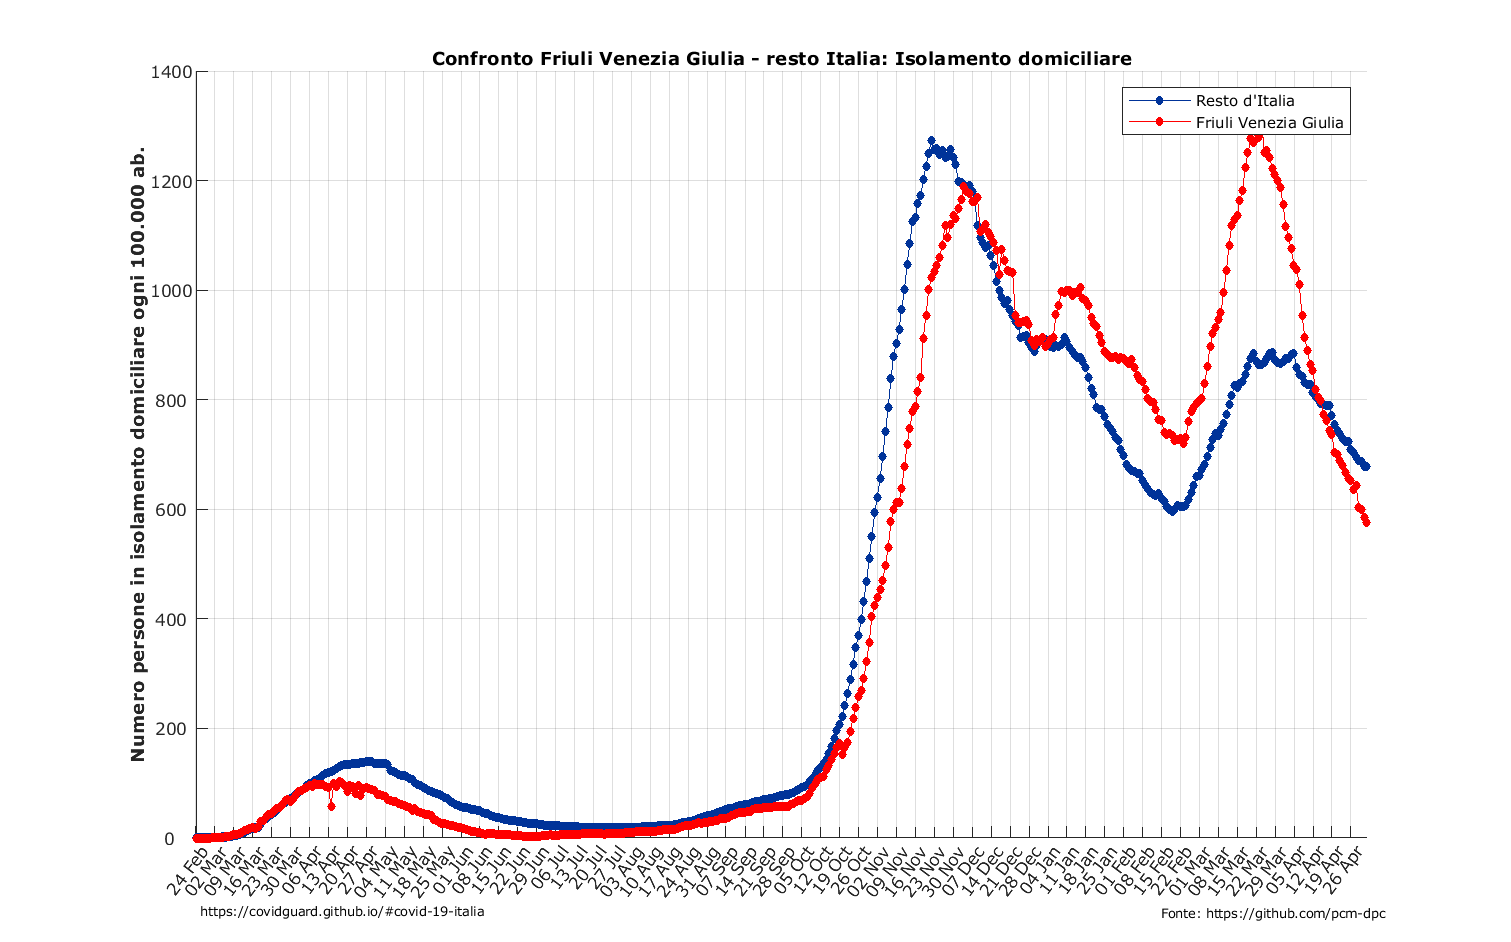 Confronto Friuli Venezia Giulia - resto Italia: Isolamento domiciliare
Resto d'Italia
Friuli Venezia Giulia
Numero persone in isolamento domiciliare ogni 100.000 ab.
1400
1200
1000
800
600
400
200
0
24 Feb
02 Mar
09 Mar
16 Mar
23 Mar
30 Mar
06 Apr
13 Apr
20 Apr
27 Apr
04 May
11 May
18 May
25 May
01 Jun
08 Jun
15 Jun
22 Jun
29 Jun
06 Jul
13 Jul
20 Jul
27 Jul
03 Aug
10 Aug
17 Aug
24 Aug
31 Aug
07 Sep
14 Sep
21 Sep
28 Sep
05 Oct
12 Oct
19 Oct
26 Oct
02 Nov
09 Nov
16 Nov
23 Nov
30 Nov
07 Dec
14 Dec
21 Dec
28 Dec
04 Jan
11 Jan
18 Jan
25 Jan
01 Feb
08 Feb
15 Feb
22 Feb
01 Mar
08 Mar
15 Mar
22 Mar
29 Mar
05 Apr
12 Apr
19 Apr
26 Apr
https://covidguard.github.io/#covid-19-italia
Fonte: https://github.com/pcm-dpc